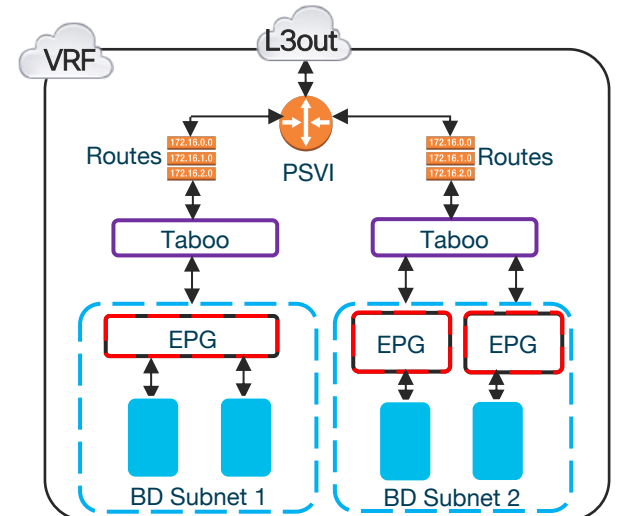 L3out
VRF
172.16.0.0
172.16.1.0
172.16.2.0
Routes
PSVI
172.16.0.0
172.16.1.0
172.16.2.0
Routes
Taboo
Taboo
EPG
EPG
EPG
BD Subnet 1
BD Subnet 2